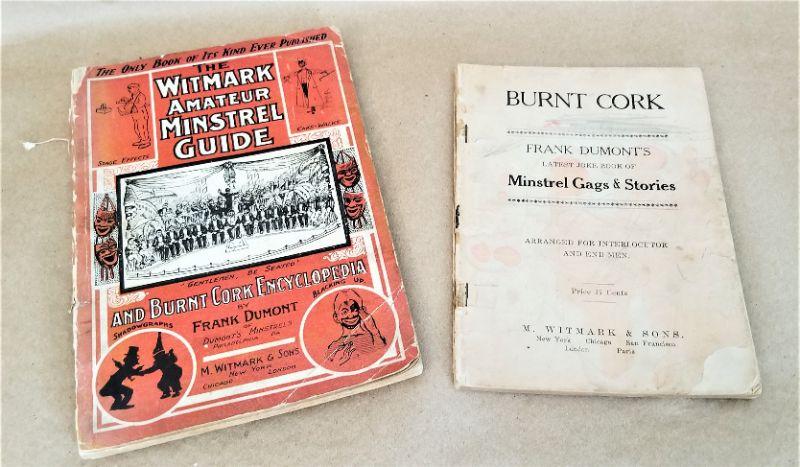 THE ONLY BOOK OF ITS KIND EVER PUBLISHED
THE
WITMARK
AMATEUR
MINSTREL
GUIDE
STAGE EFFECTS
CAKE-WALKS
"GENTLEMEN, BE SEATED"
AND BURNT CORK ENCYCLOPEDIA
SHADOWGRAPHS
BLACKING UP
BY
FRANK DUMONT
OF
DUMONT'S MINSTRELS
PHILADELPHIA PA.
M. WITMARK & SONS
NEW YORK
CHICAGO LONDON
BURNT CORK
FRANK DUMONT'S
LATEST JOKE BOOK OF
Minstrel Gags & Stories
ARRANGED FOR INTERLOCUTOR
AND END MEN.
Price 35 Cents
M. WITMARK & SONS.
New York Chicago San Francisco
London. Paris